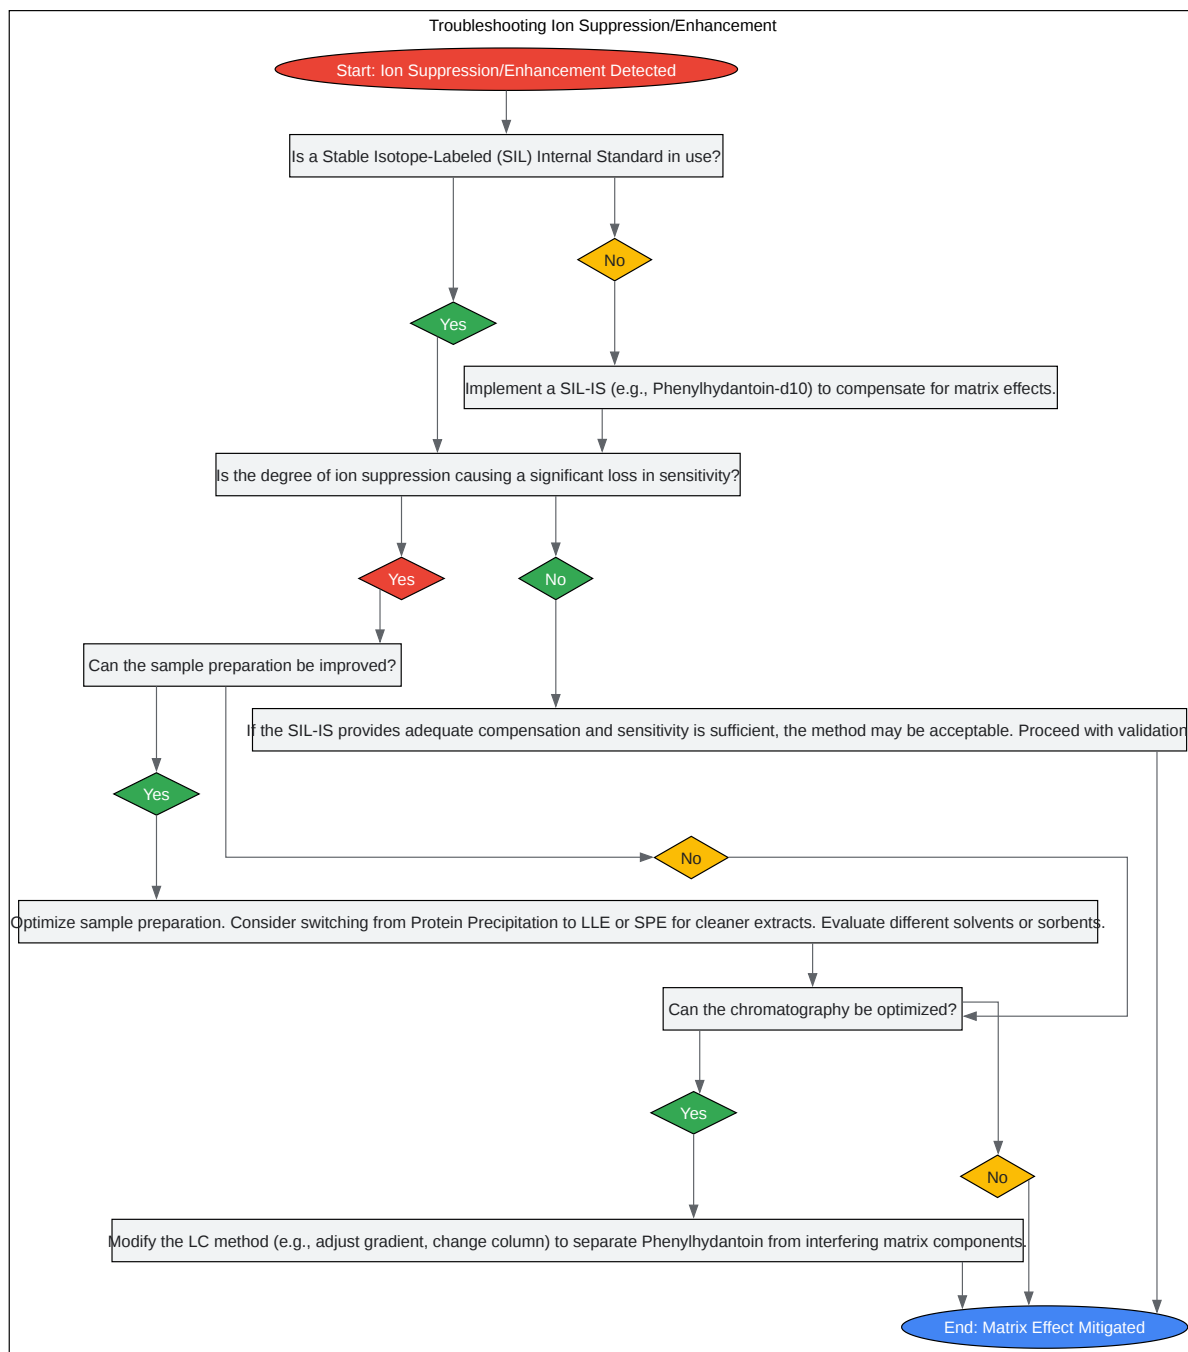 Troubleshooting Ion Suppression/Enhancement
Start: Ion Suppression/Enhancement Detected
Is a Stable Isotope-Labeled (SIL) Internal Standard in use?
No
Yes
Implement a SIL-IS (e.g., Phenylhydantoin-d10) to compensate for matrix effects.
Is the degree of ion suppression causing a significant loss in sensitivity?
Yes
No
Can the sample preparation be improved?
If the SIL-IS provides adequate compensation and sensitivity is sufficient, the method may be acceptable. Proceed with validation
Yes
No
Optimize sample preparation. Consider switching from Protein Precipitation to LLE or SPE for cleaner extracts. Evaluate different solvents or sorbents.
Can the chromatography be optimized?
Yes
No
Modify the LC method (e.g., adjust gradient, change column) to separate Phenylhydantoin from interfering matrix components.
End: Matrix Effect Mitigated